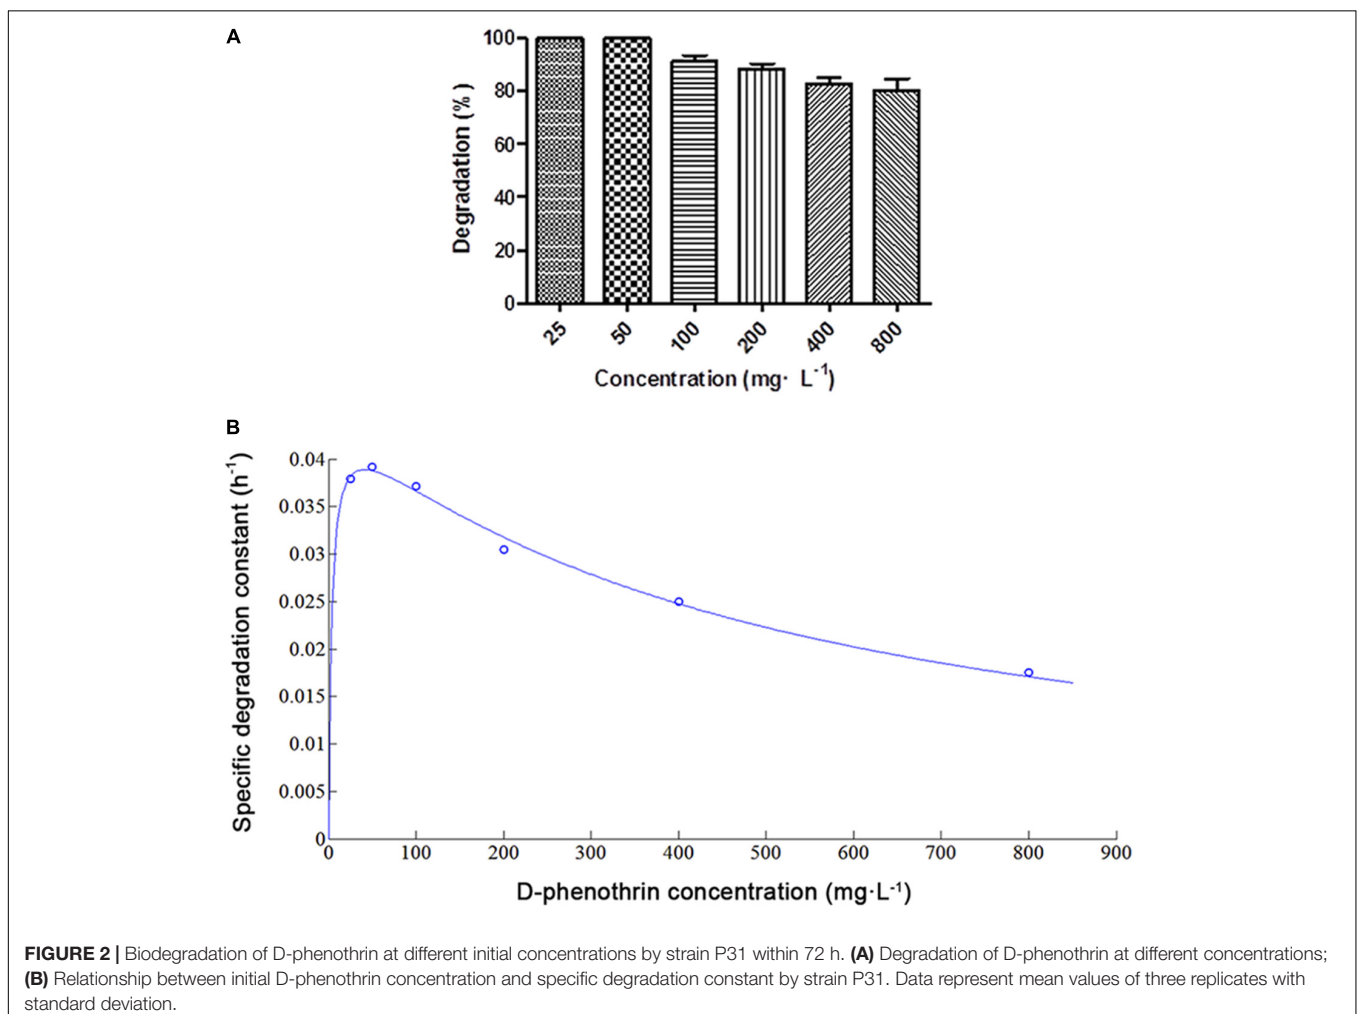 A
100
80
60
40
20
0
Degradation (%)
25 50 100 200 400 800
Concentration (mg· L-1)
B
0.04
0.035
0.03
0.025
0.02
0.015
0.01
0.005
0
Specific degradation constant (h-1)
0 100 200 300 400 500 600 700 800 900
D-phenothrin concentration (mg·L-1)
FIGURE 2 | Biodegradation of D-phenothrin at different initial concentrations by strain P31 within 72 h. (A) Degradation of D-phenothrin at different concentrations;
(B) Relationship between initial D-phenothrin concentration and specific degradation constant by strain P31. Data represent mean values of three replicates with
standard deviation.